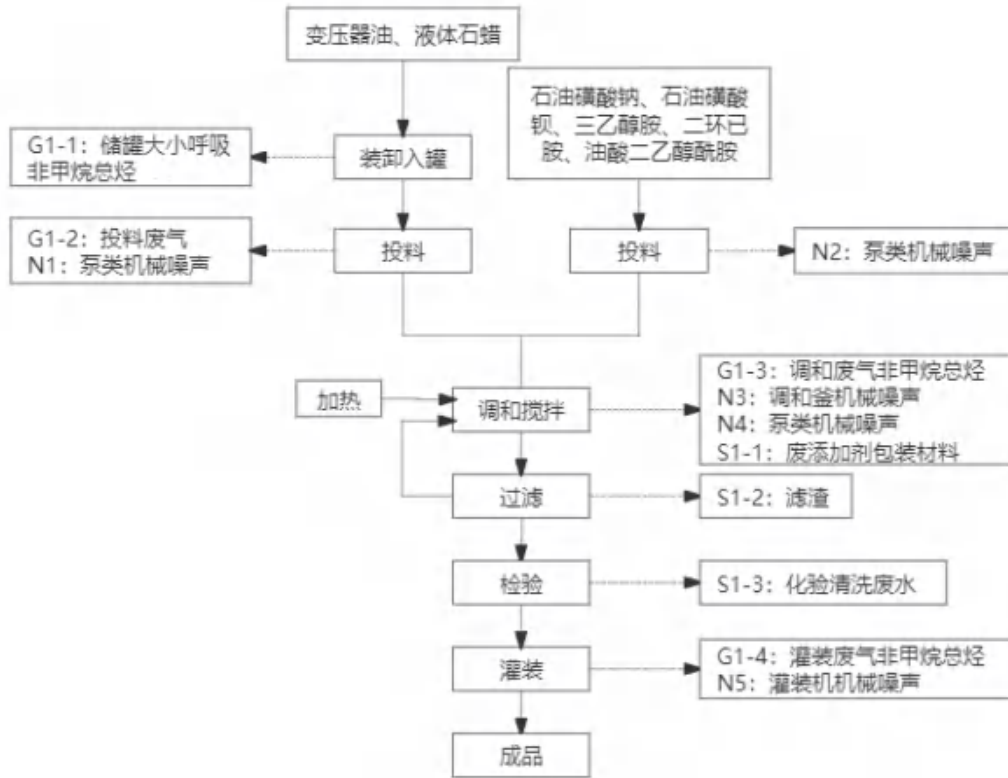 变压器油、液体石蜡
石油磺酸钠、石油磺酸
钡、三乙醇胺、二环已
胺、油酸二乙醇酰胺
G1-1：储罐大小呼吸
非甲烷总烃
装卸入罐
G1-2：投料废气
N1：泵类机械噪声
投料
投料
N2：泵类机械噪声
加热
调和搅拌
G1-3：调和废气非甲烷总烃
N3：调和釜机械噪声
N4：泵类机械噪声
S1-1：废添加剂包装材料
过滤
S1-2：滤渣
检验
S1-3：化验清洗废水
灌装
G1-4：灌装废气非甲烷总烃
N5：灌装机机械噪声
成品